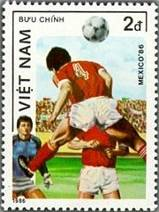 BƯU CHÍNH 2đ
VIỆT NAM
MEXICO'86
1986